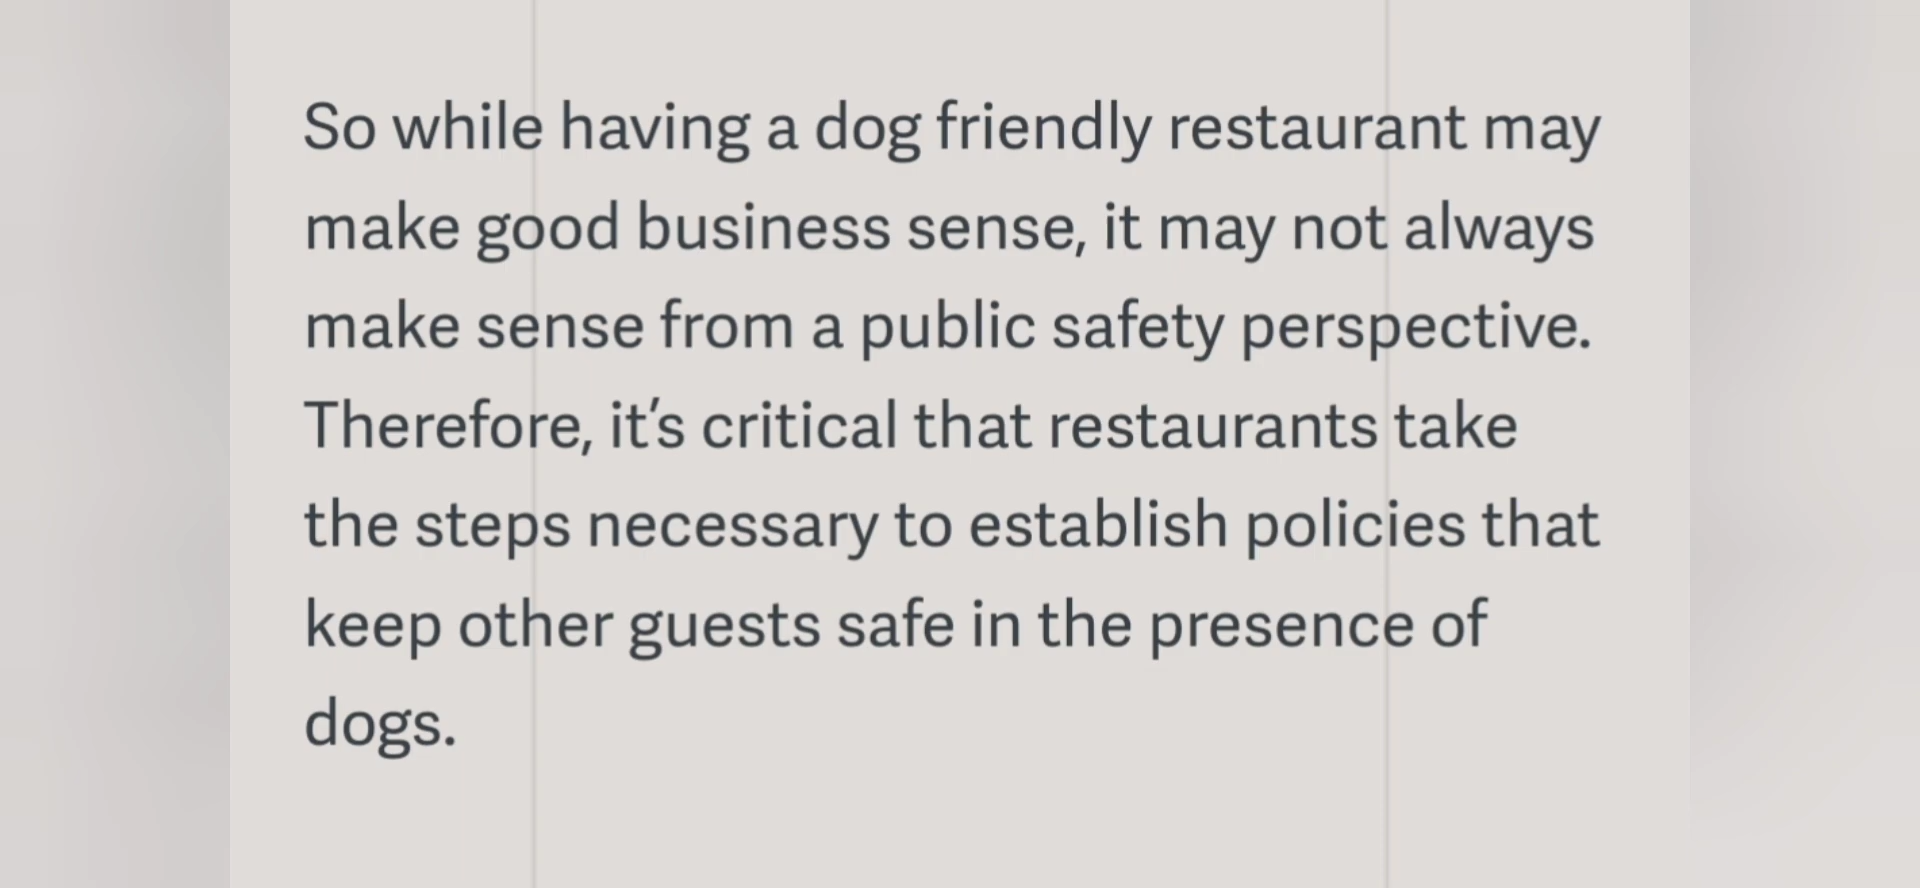 So while having a dog friendly restaurant may
make good business sense, it may not always
make sense from a public safety perspective.
Therefore, it’s critical that restaurants take
the steps necessary to establish policies that
keep other guests safe in the presence of
dogs.